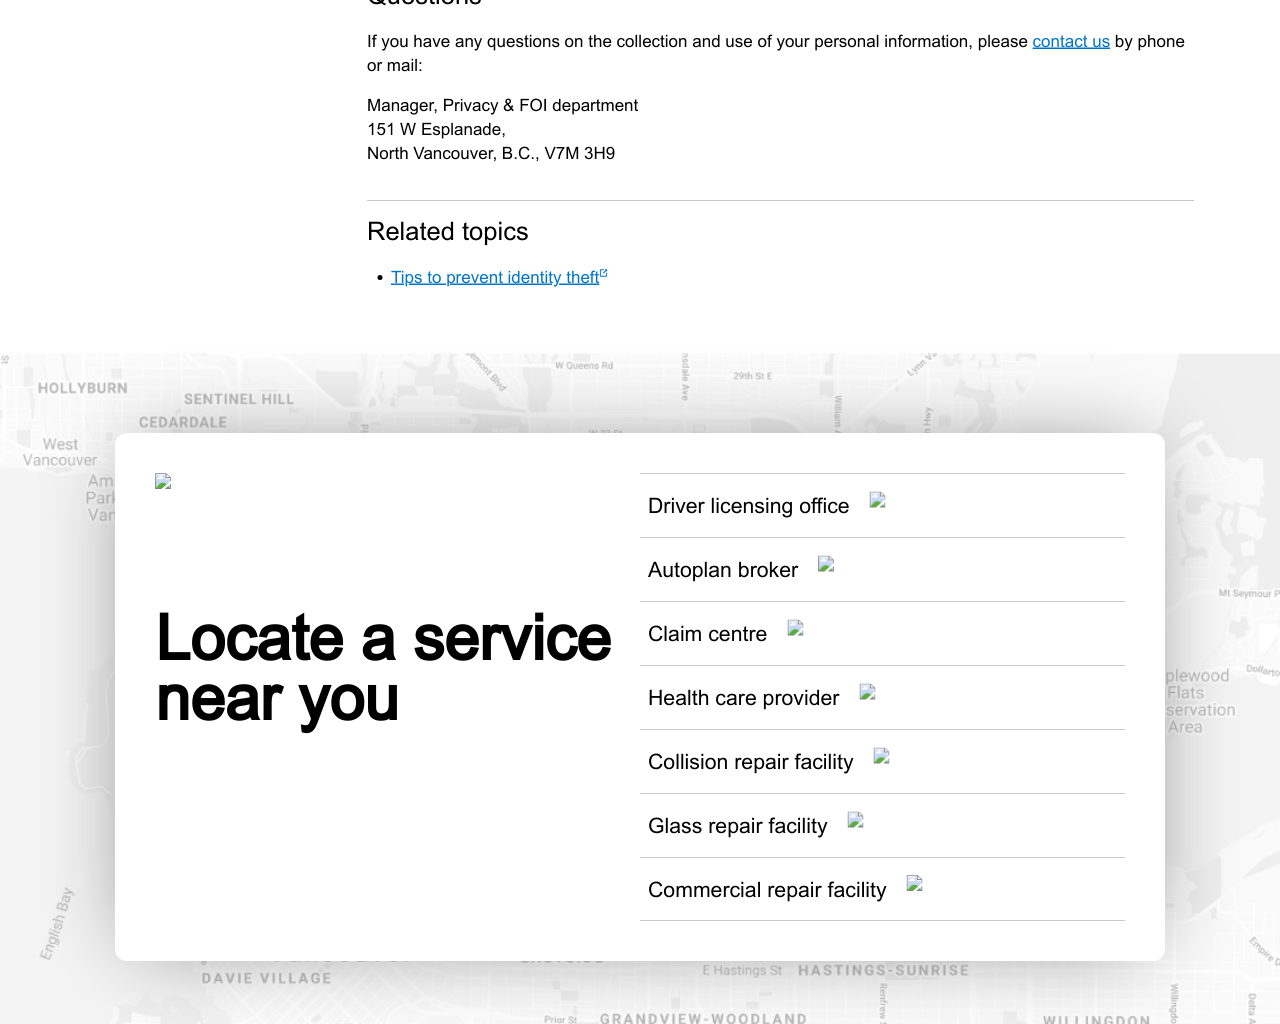 Questions
If you have any questions on the collection and use of your personal information, please contact us by phone
or mail:
Manager, Privacy & FOI department
151 W Esplanade,
North Vancouver, B.C., V7M 3H9
Related topics
• Tips to prevent identity theft
W Queens Rd
29th St E
HOLLYBURN
SENTINEL HILL
CEDARDALE
West
Vancouver
Locate a service
near you
Driver licensing office
Autoplan broker
Claim centre
Health care provider
Collision repair facility
Glass repair facility
Commercial repair facility
Mt Seymour P
Flats
Area
English Bay
DAVIE VILLAGE
E Hastings St
HASTINGS-SUNRISE
Prior St
GRANDVIEW-WOODLAND
WILLINGDON